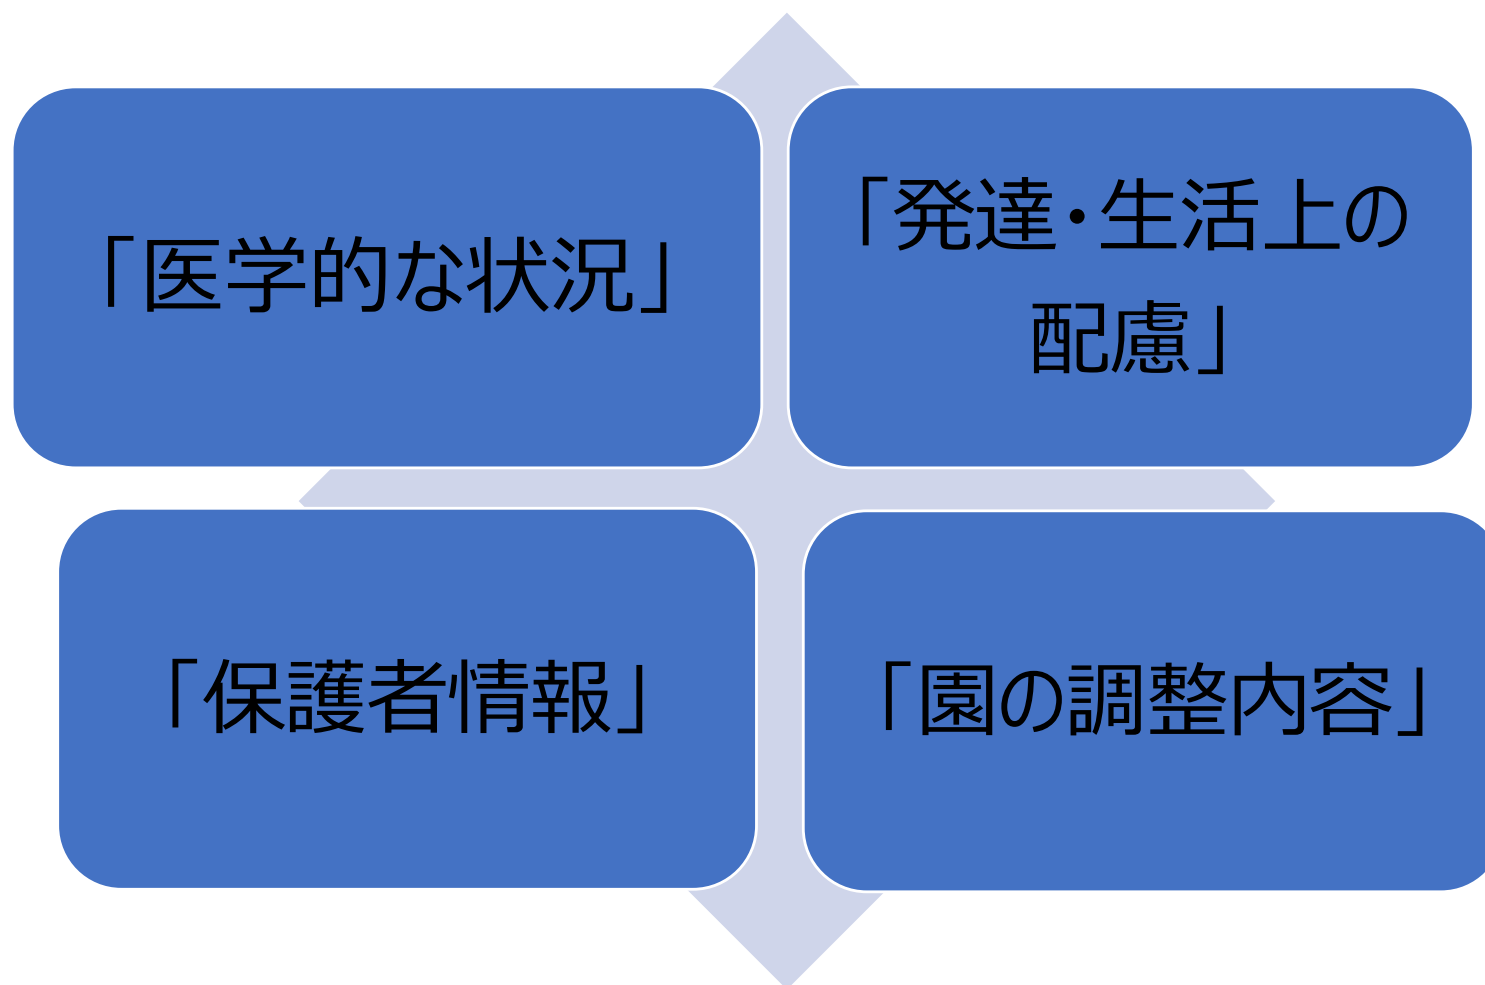 「医学的な状況」
「発達・生活上の
配慮」
「保護者情報」
「園の調整内容」